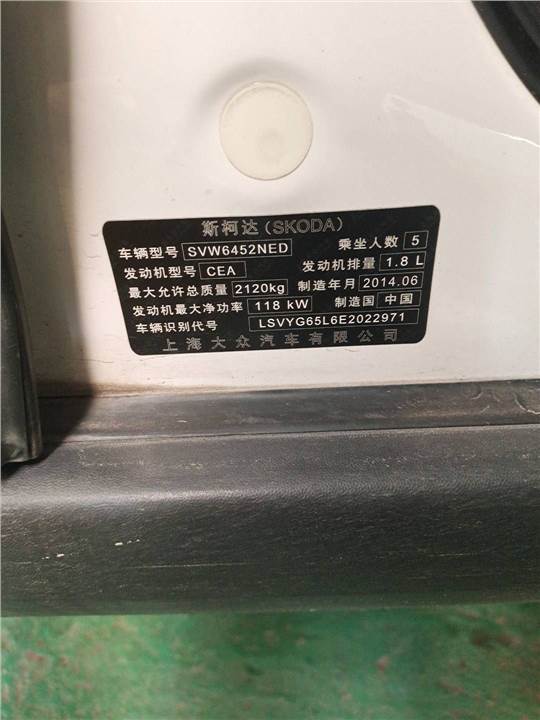 斯柯达(SKODA)
车辆型号 SVW6452NED 乘坐人数 5
发动机型号 CEA 发动机排量 1.8 L
最大允许总质量 2120kg 制造年月 2014.06
发动机最大净功率 118 kW 制造国 中国
车辆识别代号 LSVYG65L6E2022971
上海大众汽车有限公司